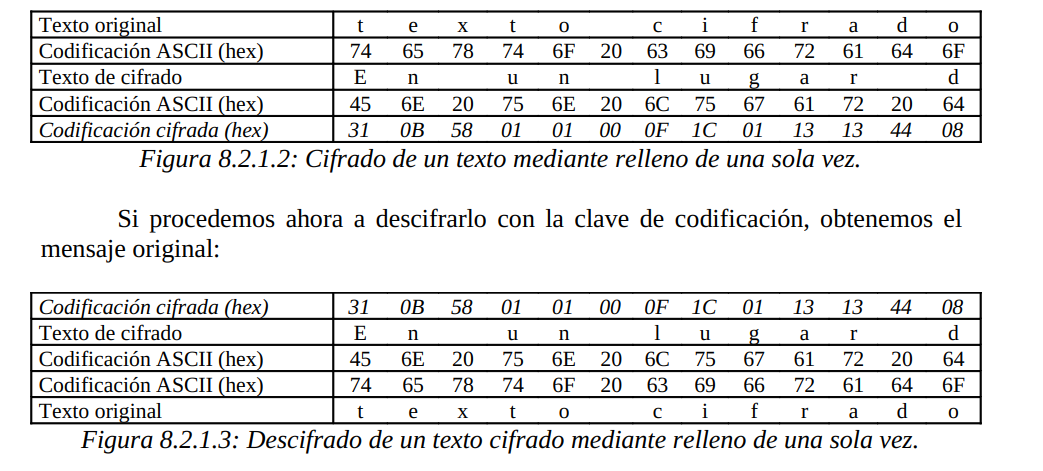 Texto original t e x t o c i f r a d o
Codificación ASCII (hex) 74 65 78 74 6F 20 63 69 66 72 61 64 6F
Texto de cifrado E n u n l u g a r d
Codificación ASCII (hex) 45 6E 20 75 6E 20 6C 75 67 61 72 20 64
Codificación cifrada (hex) 31 0B 58 01 01 00 0F 1C 01 13 13 44 08
Figura 8.2.1.2: Cifrado de un texto mediante relleno de una sola vez.
Si procedemos ahora a descifrarlo con la clave de codificación, obtenemos el
mensaje original:
Codificación cifrada (hex) 31 0B 58 01 01 00 0F 1C 01 13 13 44 08
Texto de cifrado E n u n l u g a r d
Codificación ASCII (hex) 45 6E 20 75 6E 20 6C 75 67 61 72 20 64
Codificación ASCII (hex) 74 65 78 74 6F 20 63 69 66 72 61 64 6F
Texto original t e x t o c i f r a d o
Figura 8.2.1.3: Descifrado de un texto cifrado mediante relleno de una sola vez.